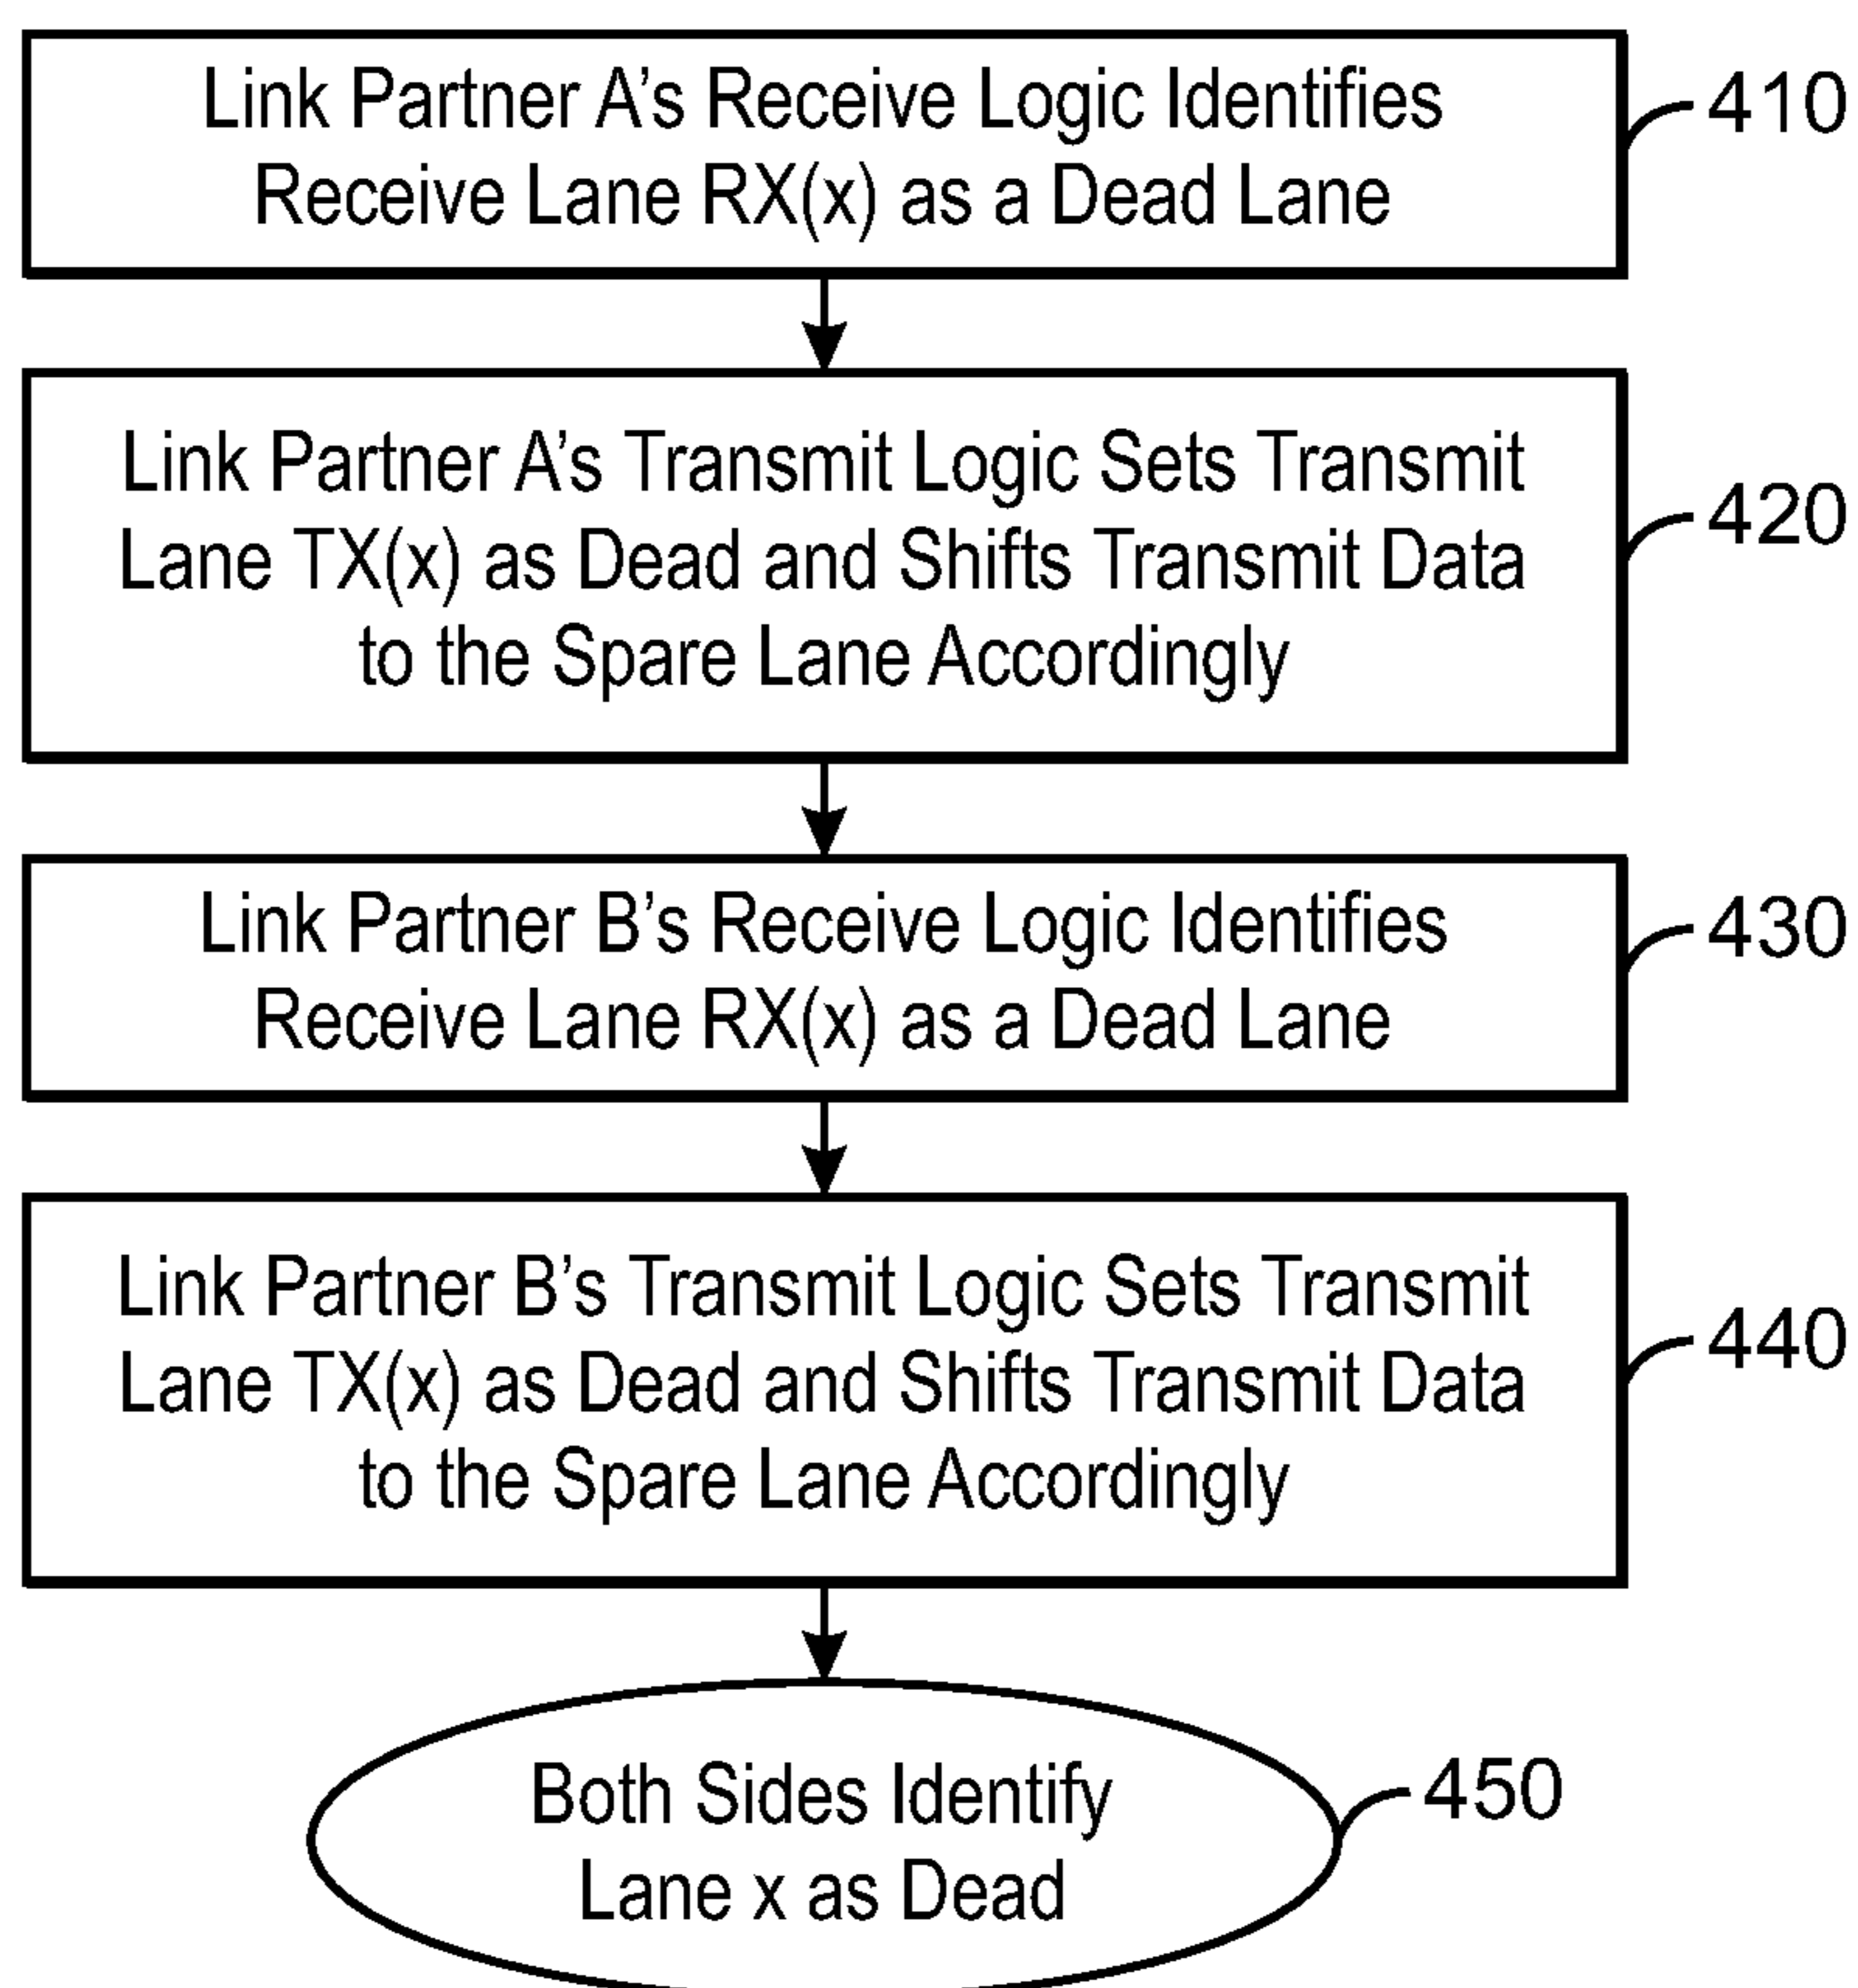 Link Partner A's Receive Logic Identifies
Receive Lane RX(x) as a Dead Lane
410
Link Partner A's Transmit Logic Sets Transmit
Lane TX(x) as Dead and Shifts Transmit Data
to the Spare Lane Accordingly
420
Link Partner B's Receive Logic Identifies
Receive Lane RX(x) as a Dead Lane
430
Link Partner B's Transmit Logic Sets Transmit
Lane TX(x) as Dead and Shifts Transmit Data
to the Spare Lane Accordingly
440
Both Sides Identify
Lane x as Dead
450